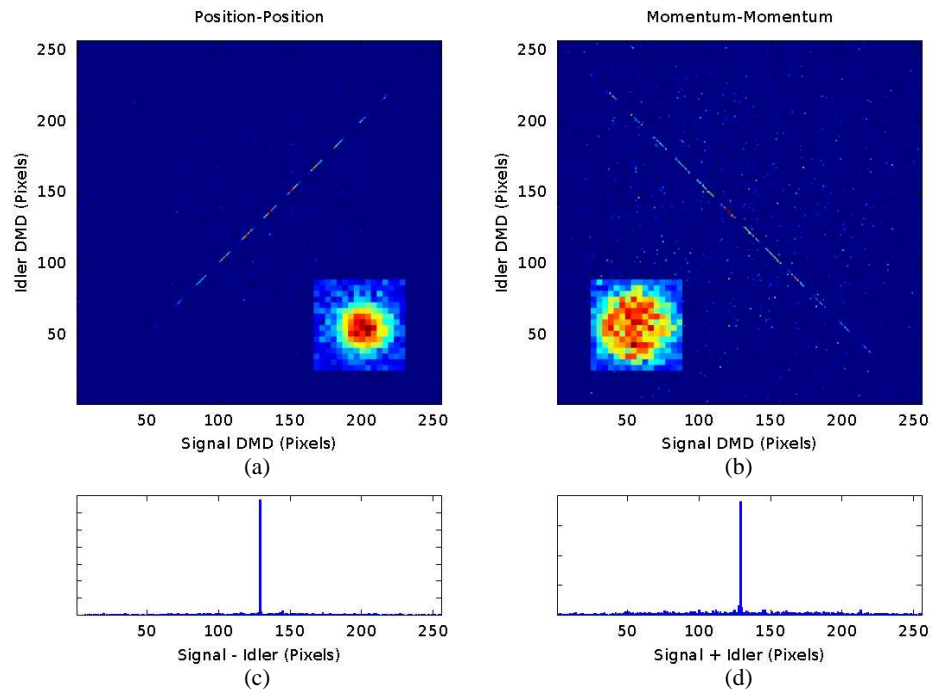 Position-Position
Momentum-Momentum
250
200
150
100
50
Idler DMD (Pixels)
50 100 150 200 250
Signal DMD (Pixels)
(a)
250
200
150
100
50
Idler DMD (Pixels)
50 100 150 200 250
Signal DMD (Pixels)
(b)
50 100 150 200 250
Signal - Idler (Pixels)
(c)
50 100 150 200 250
Signal + Idler (Pixels)
(d)